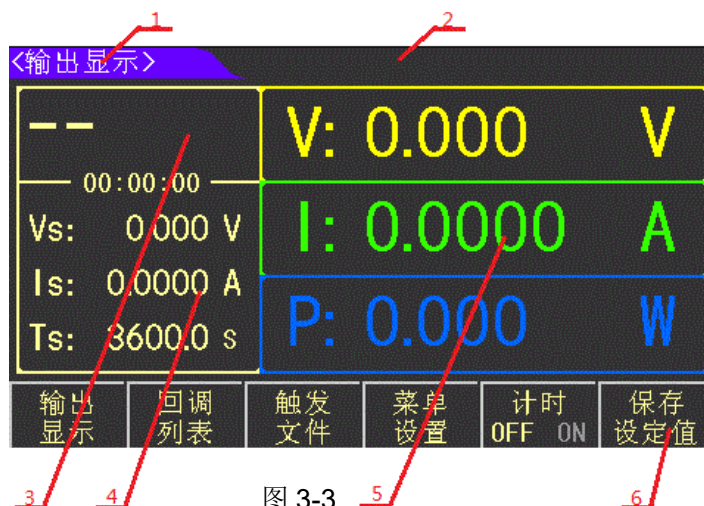 1
2
<输出显示>
--
00:00:00
Vs: 0.000 V
Is: 0.0000 A
Ts: 3600.0 s
V: 0.000 V
I: 0.0000 A
P: 0.000 W
输出
显示
回调
列表
触发
文件
菜单
设置
计时
OFF ON
保存
设定值
3
4
图 3-3
5
6